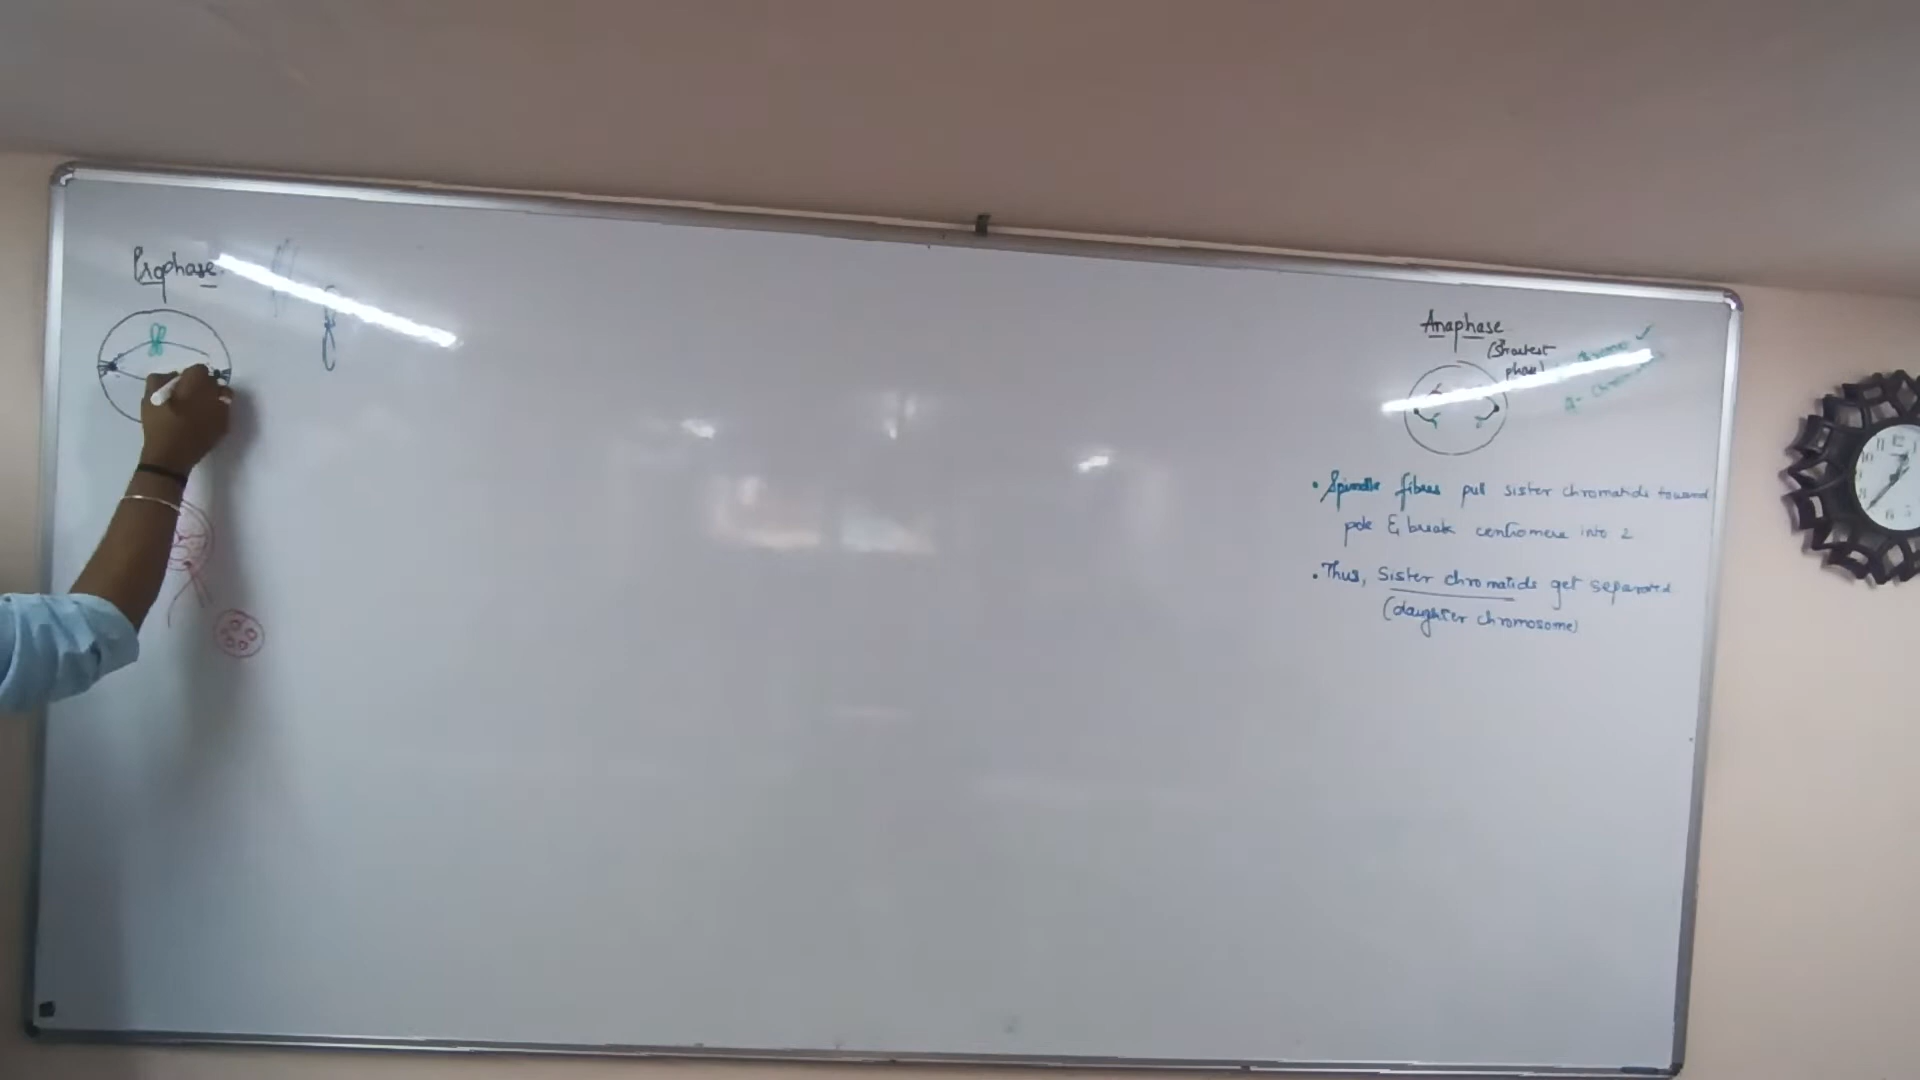 Prophase
Anaphase
(Shortest
phase)
• Spindle fibres pull sister chromatids toward
pole & break centromere into 2
• Thus, Sister chromatids get separated
(daughter chromosome)